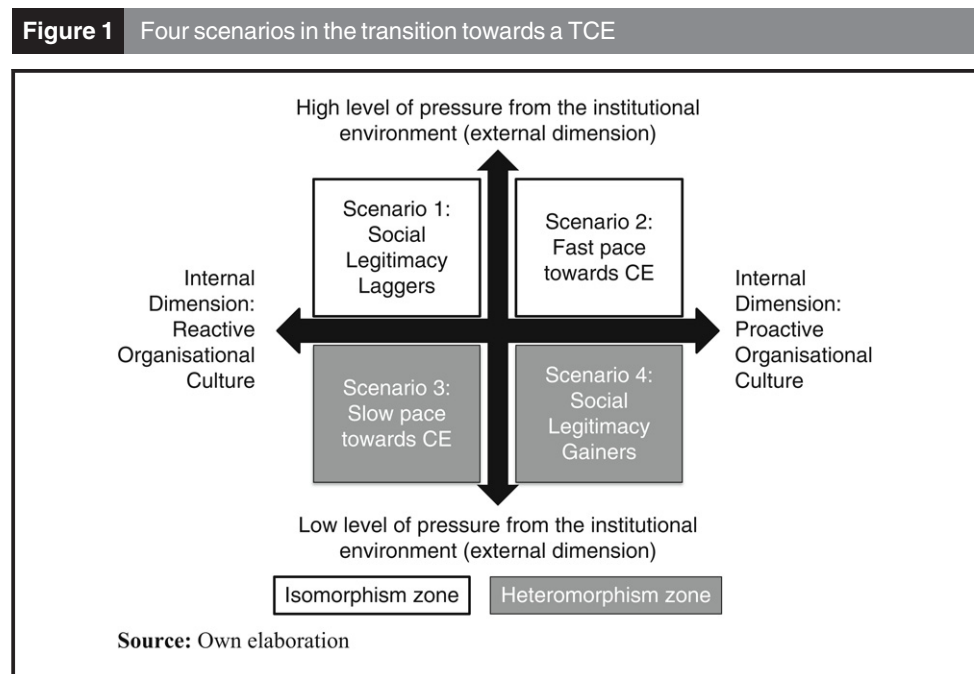 Figure 1 Four scenarios in the transition towards a TCE
High level of pressure from the institutional
environment (external dimension)
Scenario 1:
Social
Legitimacy
Laggers
Scenario 2:
Fast pace
towards CE
Internal
Dimension:
Reactive
Organisational
Culture
Internal
Dimension:
Proactive
Organisational
Culture
Scenario 3:
Slow pace
towards CE
Scenario 4:
Social
Legitimacy
Gainers
Low level of pressure from the institutional
environment (external dimension)
Isomorphism zone
Heteromorphism zone
Source: Own elaboration